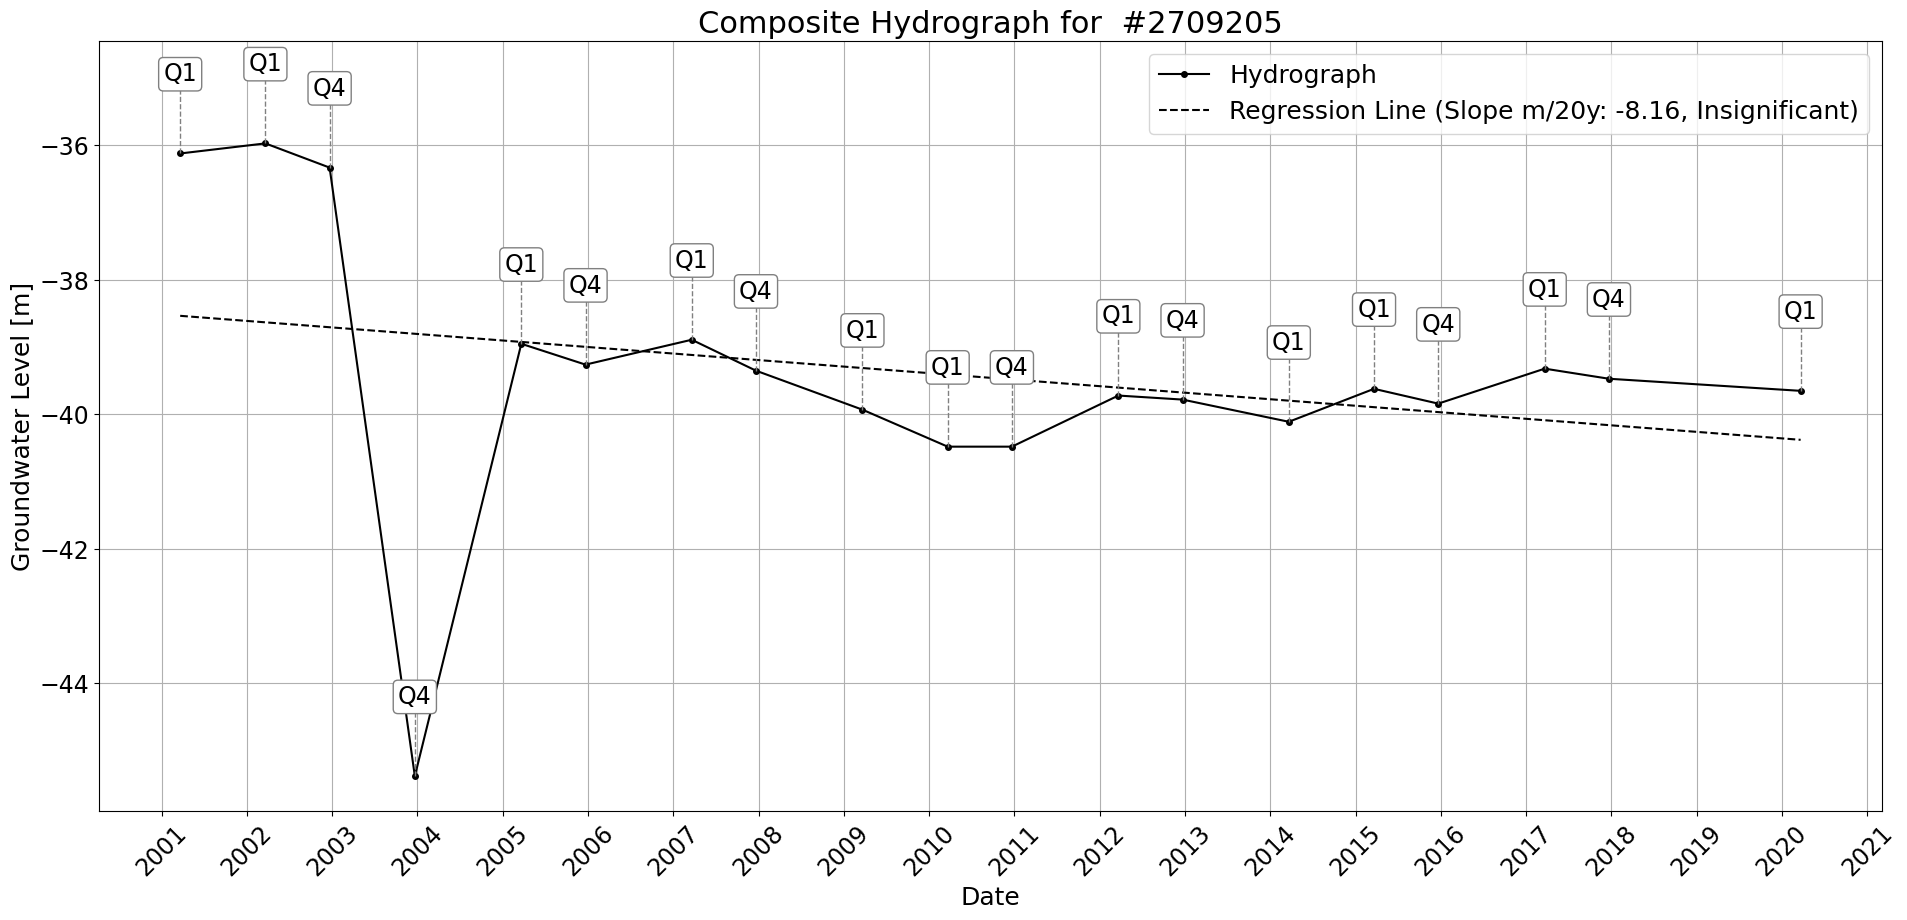 Composite Hydrograph for  #2709205
Hydrograph
Regression Line (Slope m/20y: -8.16, Insignificant)
Q1
Q1
Q4
Q4
Q1
Q4
Q1
Q4
Q1
Q1
Q4
Q1
Q4
Q1
Q1
Q4
Q1
Q4
Q1
Groundwater Level [m]
−36
−38
−40
−42
−44
2001
2002
2003
2004
2005
2006
2007
2008
2009
2010
2011
2012
2013
2014
2015
2016
2017
2018
2019
2020
2021
Date